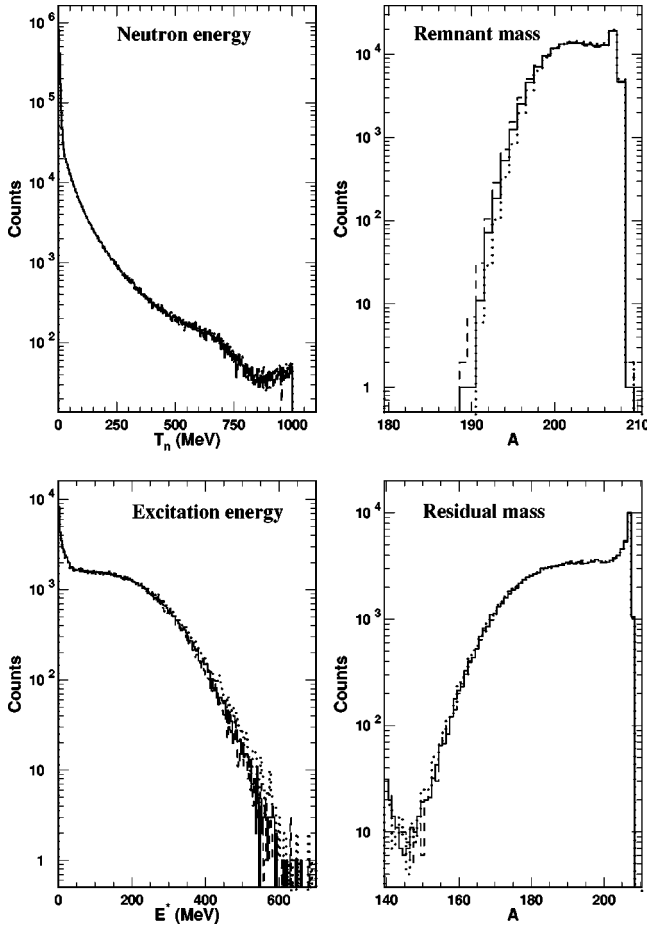 Neutron energy
Counts
10^6
10^5
10^4
10^3
10^2
0 250 500 750 1000
T_n (MeV)
Remnant mass
Counts
10^4
10^3
10^2
10
1
180 190 200 210
A
Excitation energy
Counts
10^4
10^3
10^2
10
1
0 200 400 600
E^* (MeV)
Residual mass
Counts
10^4
10^3
10^2
10
140 160 180 200
A